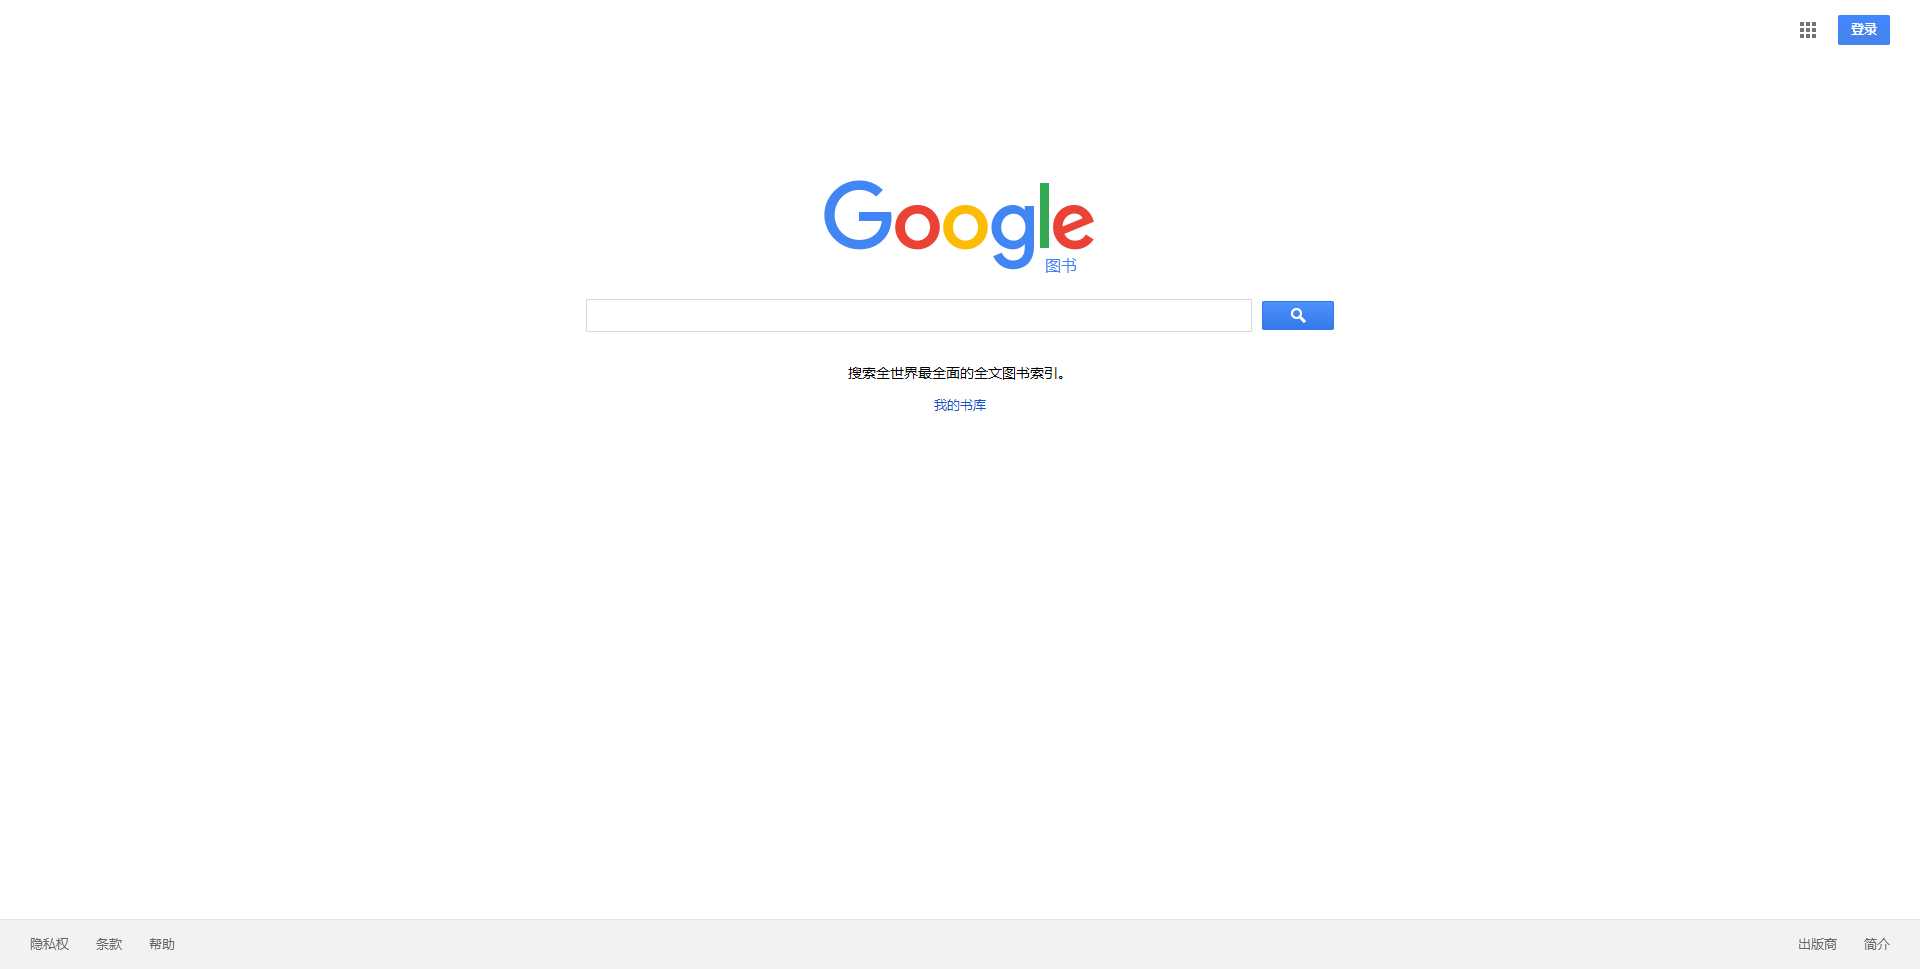 登录
Google
图书
搜索全世界最全面的全文图书索引。
我的书库
隐私权 条款 帮助 出版商 简介